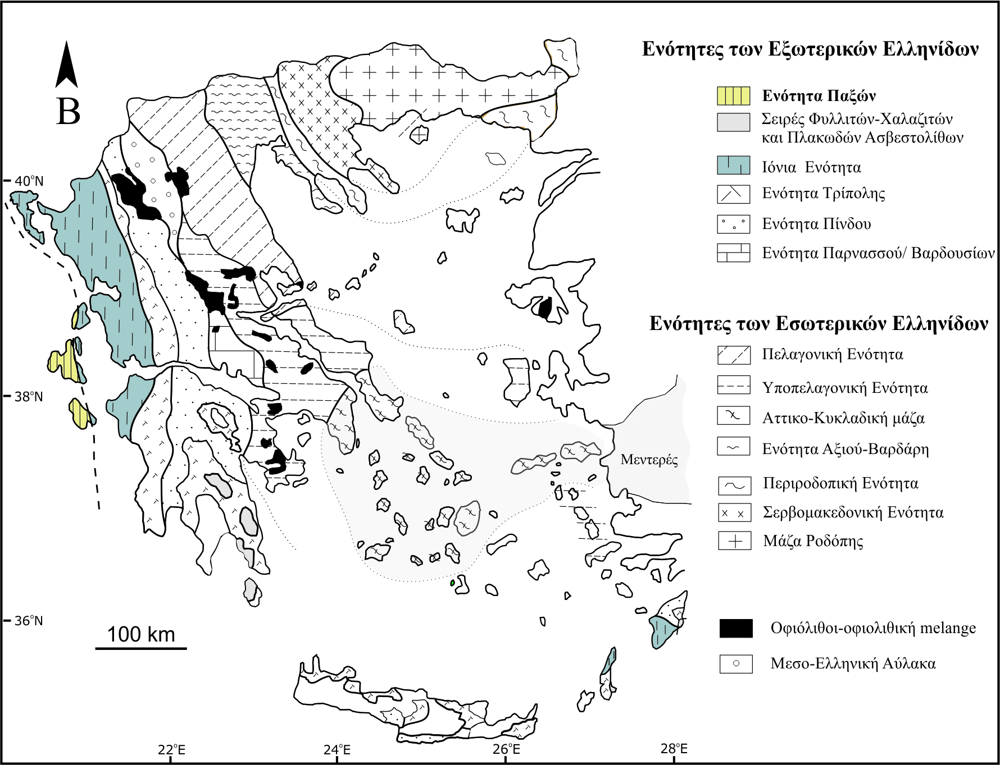 Ενότητες των Εξωτερικών Ελληνίδων
Ενότητα Παξών
Σειρές Φυλλιτών-Χαλαζιτών
και Πλακωδών Ασβεστολίθων
Ιόνια Ενότητα
Ενότητα Τρίπολης
Ενότητα Πίνδου
Ενότητα Παρνασσού/ Βαρδουσίων
Ενότητες των Εσωτερικών Ελληνίδων
Πελαγονική Ενότητα
Υποπελαγονική Ενότητα
Αττικο-Κυκλαδική μάζα
Ενότητα Αξιού-Βαρδάρη
Περιροδοπική Ενότητα
Σερβομακεδονική Ενότητα
Μάζα Ροδόπης
Οφιόλιθοι-οφιολιθική melange
Μεσο-Ελληνική Αύλακα
Β
40°N
38°N
36°N
Μεντερές
100 km
22°E
24°E
26°E
28°E